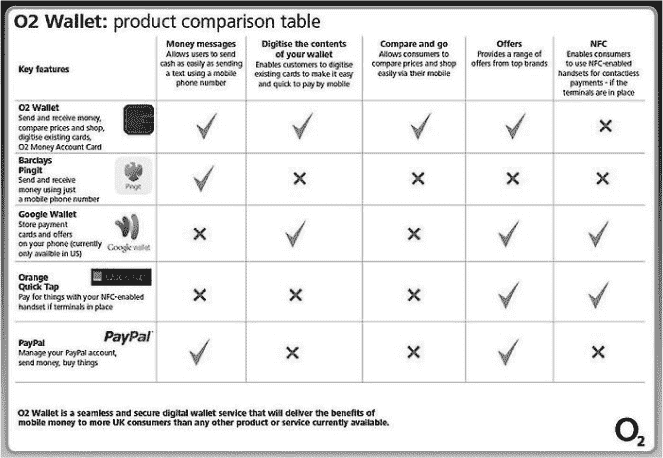 O2 Wallet: product comparison table
Key features
Money messages
Allows users to send
cash as easily as sending
a text using a mobile
phone number
Digitise the contents
of your wallet
Enables customers to digitise
existing cards to make it easy
and quick to pay by mobile
Compare and go
Allows consumers to
compare prices and shop
easily via their mobile
Offers
Provides a range of
offers from top brands
NFC
Enables consumers
to use NFC-enabled
handsets for contactless
payments - if the
terminals are in place
O2 Wallet
Send and receive money,
compare prices and shop,
digitise existing cards,
O2 Money Account Card
Barclays
Pingit
Send and receive
money using just
a mobile phone number
Pingit
Google Wallet
Store payment
cards and offers
on your phone (currently
only availble in US)
Google wallet
Orange
Quick Tap
Pay for things with your NFC-enabled
handset if terminals in place
PayPal
Manage your PayPal account,
send money, buy things
PayPal
O2 Wallet is a seamless and secure digital wallet service that will deliver the benefits of
mobile money to more UK consumers than any other product or service currently available.
O2